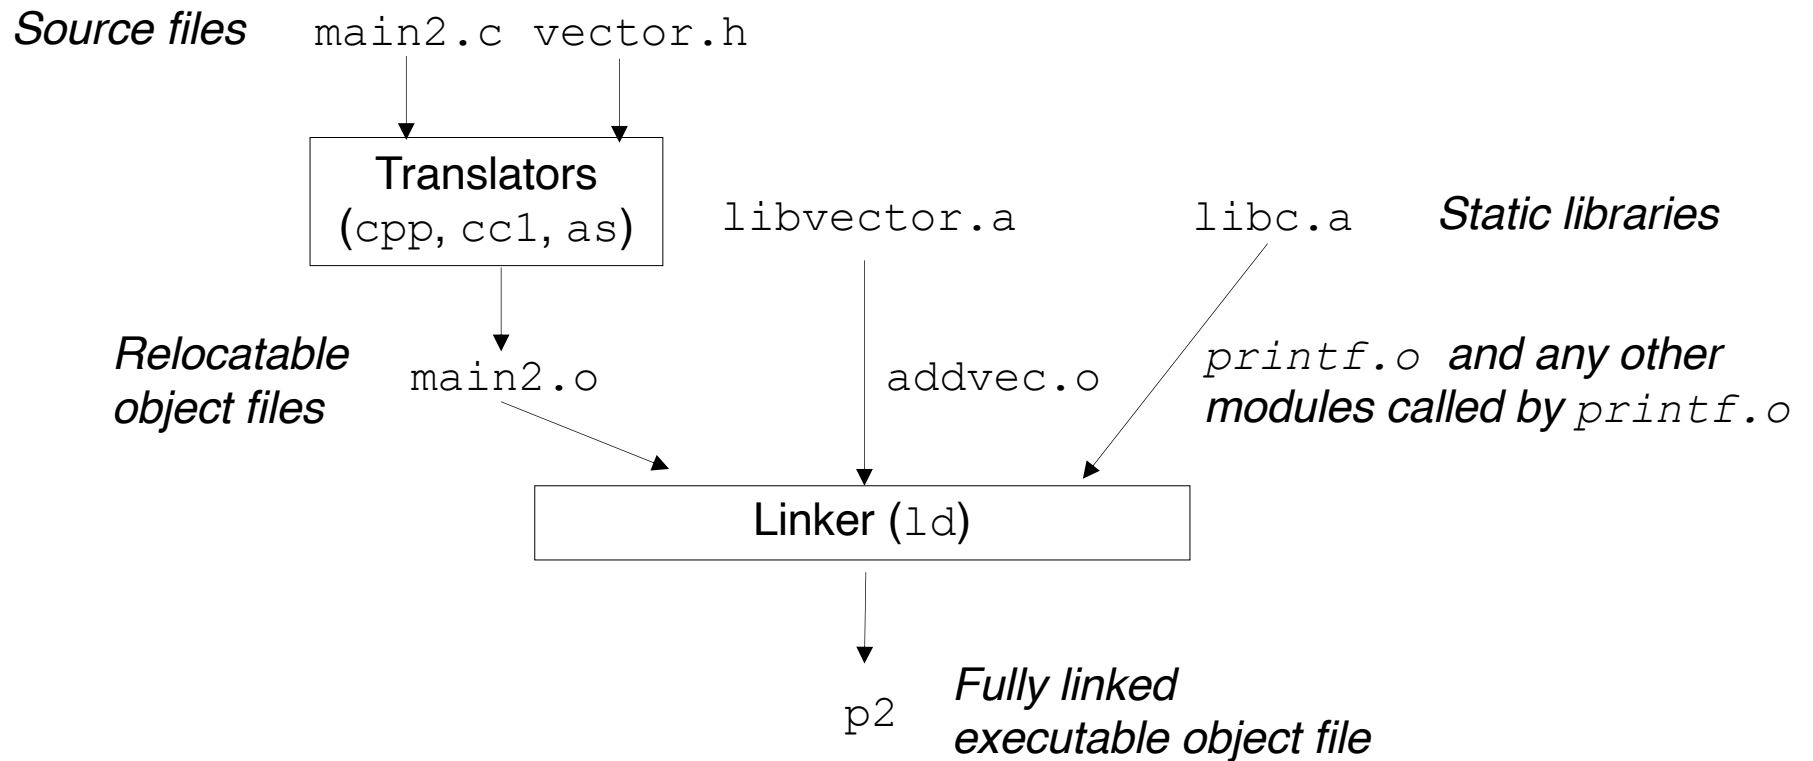 Source files main2.c vector.h
Translators
(cpp, cc1, as)
libvector.a libc.a Static libraries
Relocatable
object files
main2.o
addvec.o
printf.o and any other
modules called by printf.o
Linker (ld)
p2
Fully linked
executable object file